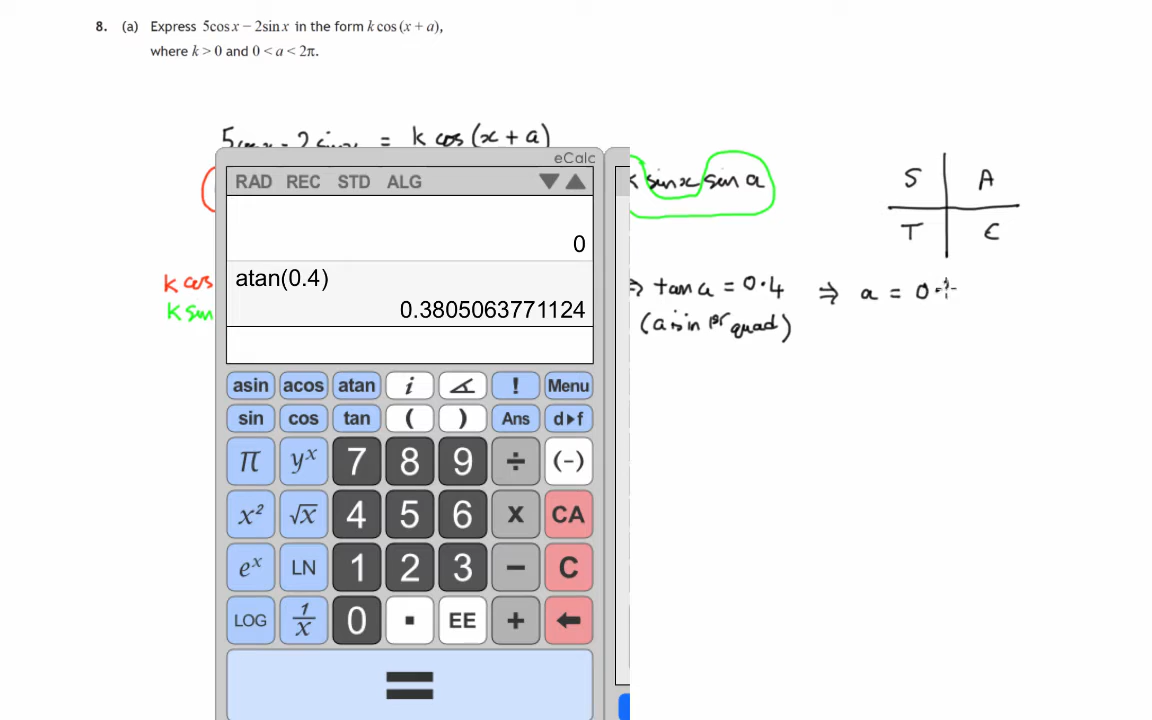 8. (a) Express 5cos x − 2sin x in the form k cos (x + a),
where k > 0 and 0 < a < 2π.
= k cos (x + a)
eCalc
RAD REC STD ALG
0
atan(0.4)
0.3805063771124
k sinx sin a
S A
T C
k cos
k sin
⇒ tan a = 0.4 ⇒ a = 0.
(a is in 1st quad)
asin acos atan i ∠ ! Menu
sin cos tan ( ) Ans d▸f
π yˣ 7 8 9 ÷ (-)
x² √x 4 5 6 x CA
eˣ LN 1 2 3 − C
LOG 1/x 0 . EE + ←
=